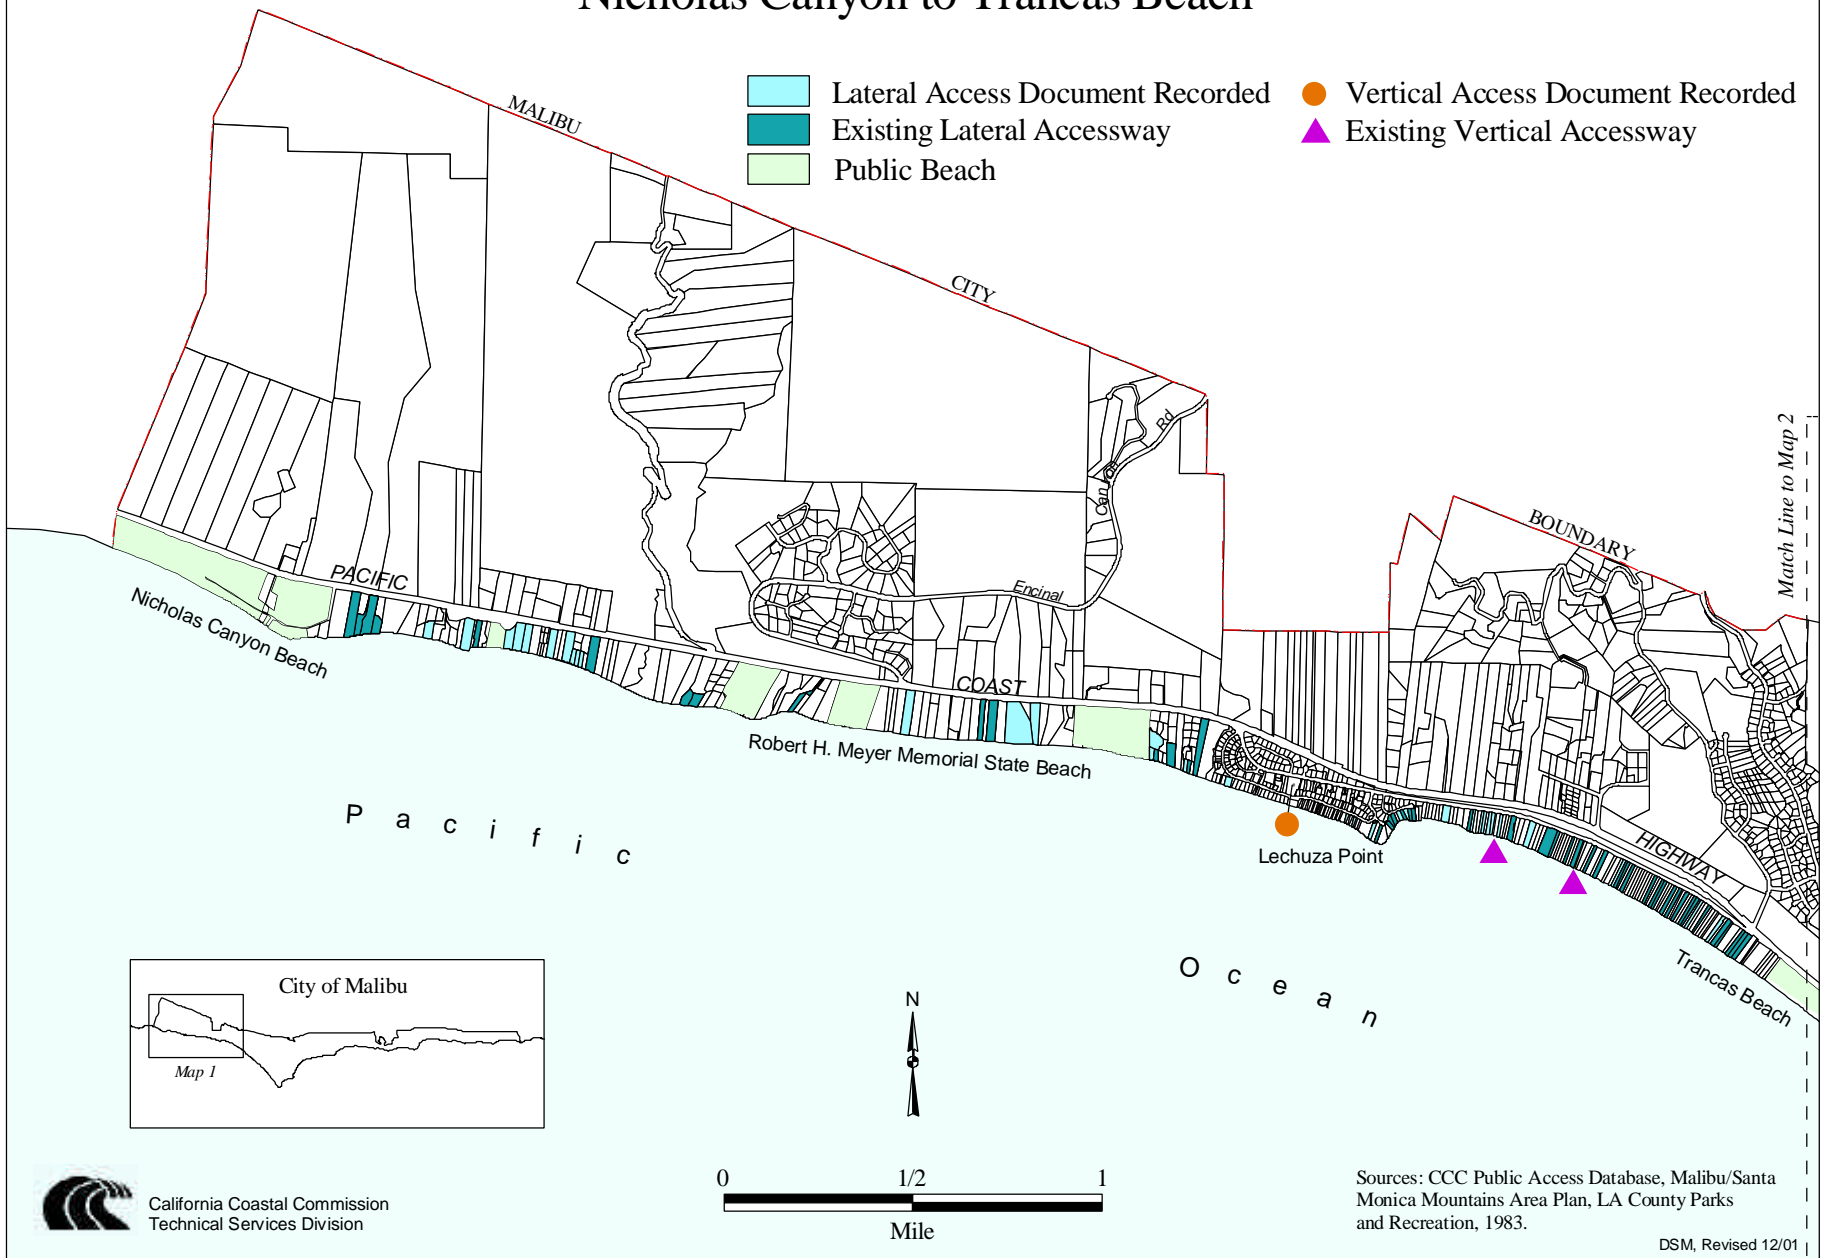 Nicholas Canyon to Trancas Beach
Lateral Access Document Recorded
Existing Lateral Accessway
Public Beach
Vertical Access Document Recorded
Existing Vertical Accessway
MALIBU
CITY
BOUNDARY
Match Line to Map 2
Can
Rd
Encinal
PACIFIC
COAST
HIGHWAY
Nicholas Canyon Beach
Robert H. Meyer Memorial State Beach
Lechuza Point
Trancas Beach
Pacific
Ocean
City of Malibu
Map 1
N
0 1/2 1
Mile
California Coastal Commission
Technical Services Division
Sources: CCC Public Access Database, Malibu/Santa
Monica Mountains Area Plan, LA County Parks
and Recreation, 1983.
DSM, Revised 12/01